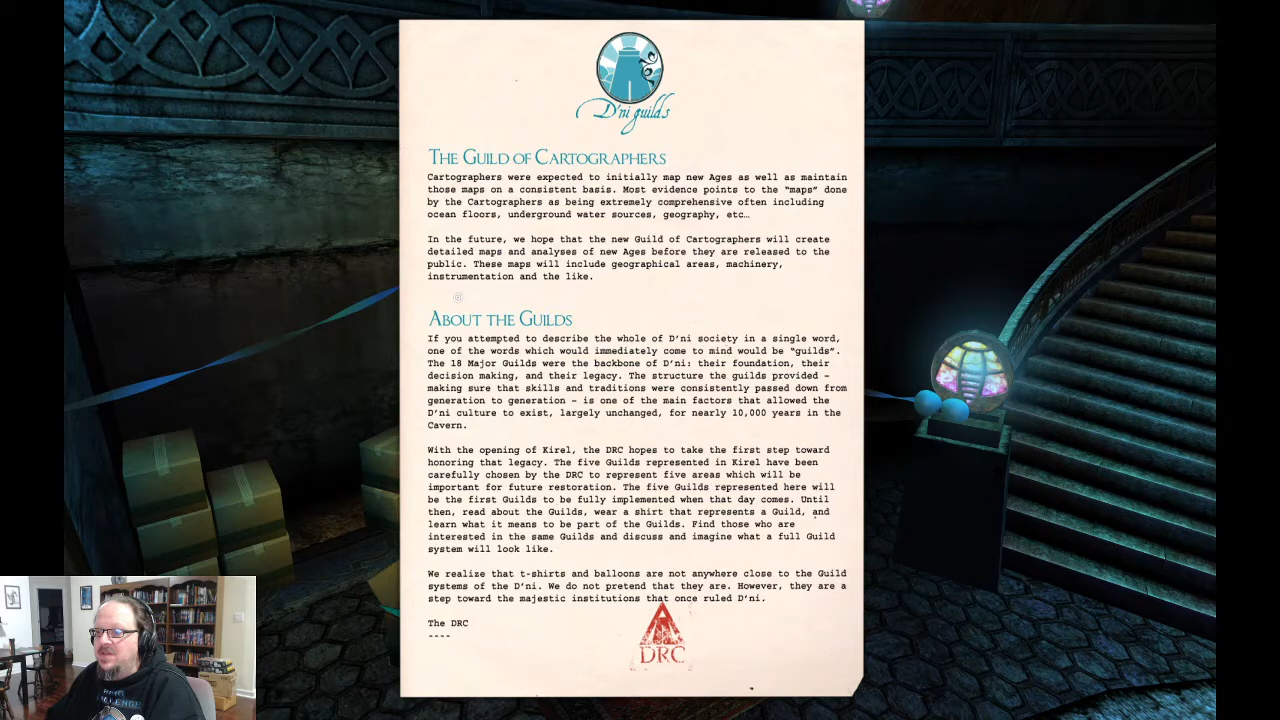 D'ni guilds
The Guild of Cartographers
Cartographers were expected to initially map new Ages as well as maintain
those maps on a consistent basis. Most evidence points to the "maps" done
by the Cartographers as being extremely comprehensive often including
ocean floors, underground water sources, geography, etc…
In the future, we hope that the new Guild of Cartographers will create
detailed maps and analyses of new Ages before they are released to the
public. These maps will include geographical areas, machinery,
instrumentation and the like.
About the Guilds
If you attempted to describe the whole of D'ni society in a single word,
one of the words which would immediately come to mind would be "guilds".
The 18 Major Guilds were the backbone of D'ni: their foundation, their
decision making, and their legacy. The structure the guilds provided –
making sure that skills and traditions were consistently passed down from
generation to generation – is one of the main factors that allowed the
D'ni culture to exist, largely unchanged, for nearly 10,000 years in the
Cavern.
With the opening of Kirel, the DRC hopes to take the first step toward
honoring that legacy. The five Guilds represented in Kirel have been
carefully chosen by the DRC to represent five areas which will be
important for future restoration. The five Guilds represented here will
be the first Guilds to be fully implemented when that day comes. Until
then, read about the Guilds, wear a shirt that represents a Guild, and
learn what it means to be part of the Guilds. Find those who are
interested in the same Guilds and discuss and imagine what a full Guild
system will look like.
We realize that t-shirts and balloons are not anywhere close to the Guild
systems of the D'ni. We do not pretend that they are. However, they are a
step toward the majestic institutions that once ruled D'ni.
The DRC
----
DRC